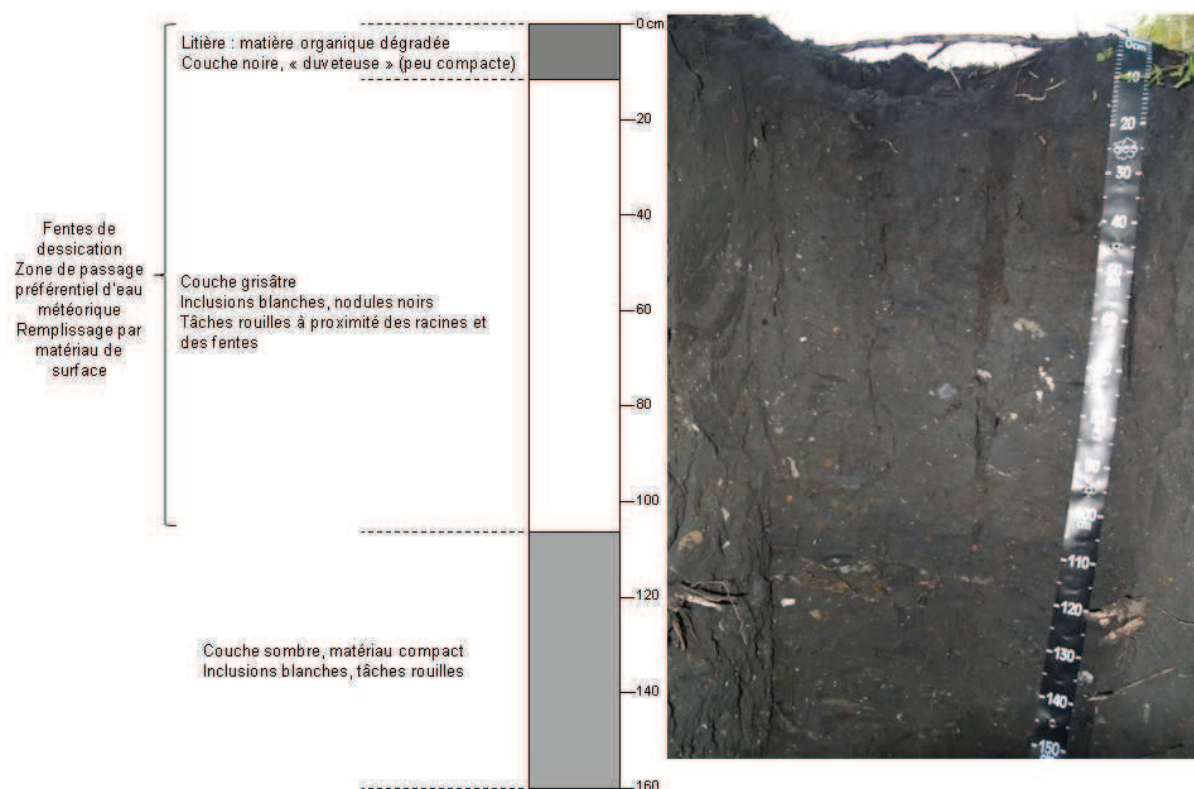 Litière : matière organique dégradée
Couche noire, « duveteuse » (peu compacte)
Fentes de
dessication
Zone de passage
préférentiel d'eau
météorique
Remplissage par
matériau de
surface
Couche grisâtre
Inclusions blanches, nodules noirs
Tâches rouilles à proximité des racines et
des fentes
Couche sombre, matériau compact
Inclusions blanches, tâches rouilles
0cm
20
40
60
80
100
120
140
160
0cm
10
20
30
40
90
110
120
130
140
150